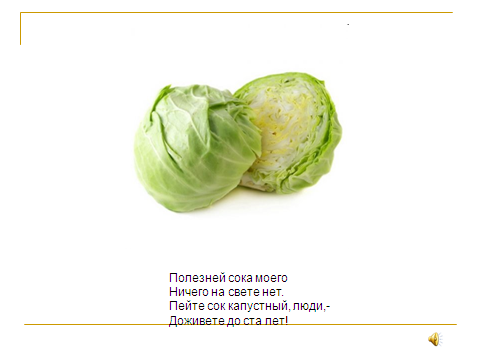 Полезней сока моего
Ничего на свете нет.
Пейте сок капустный, люди,-
Доживете до ста лет!